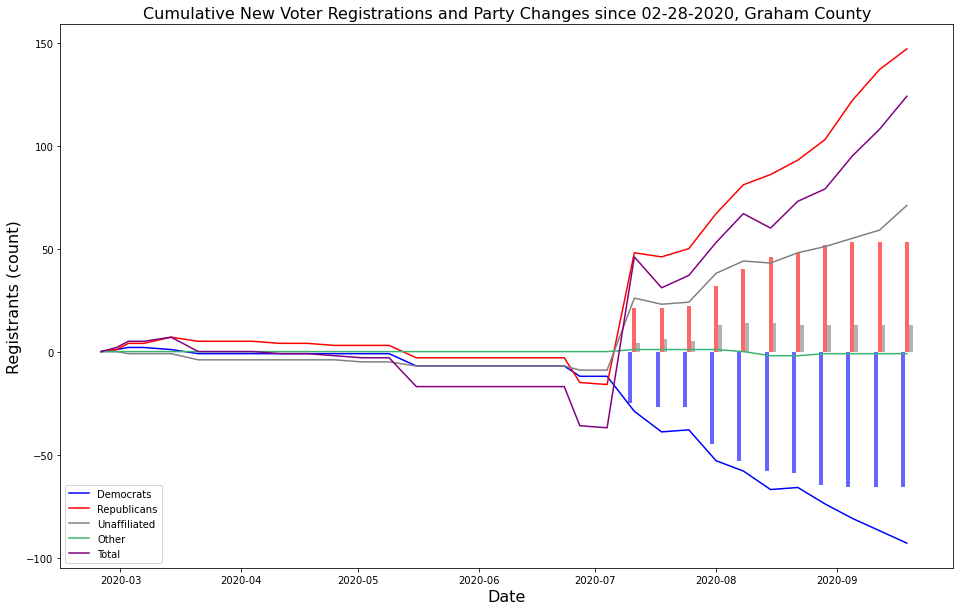 Cumulative New Voter Registrations and Party Changes since 02-28-2020, Graham County
Registrants (count)
150
100
50
0
−50
−100
Democrats
Republicans
Unaffiliated
Other
Total
2020-03
2020-04
2020-05
2020-06
2020-07
2020-08
2020-09
Date